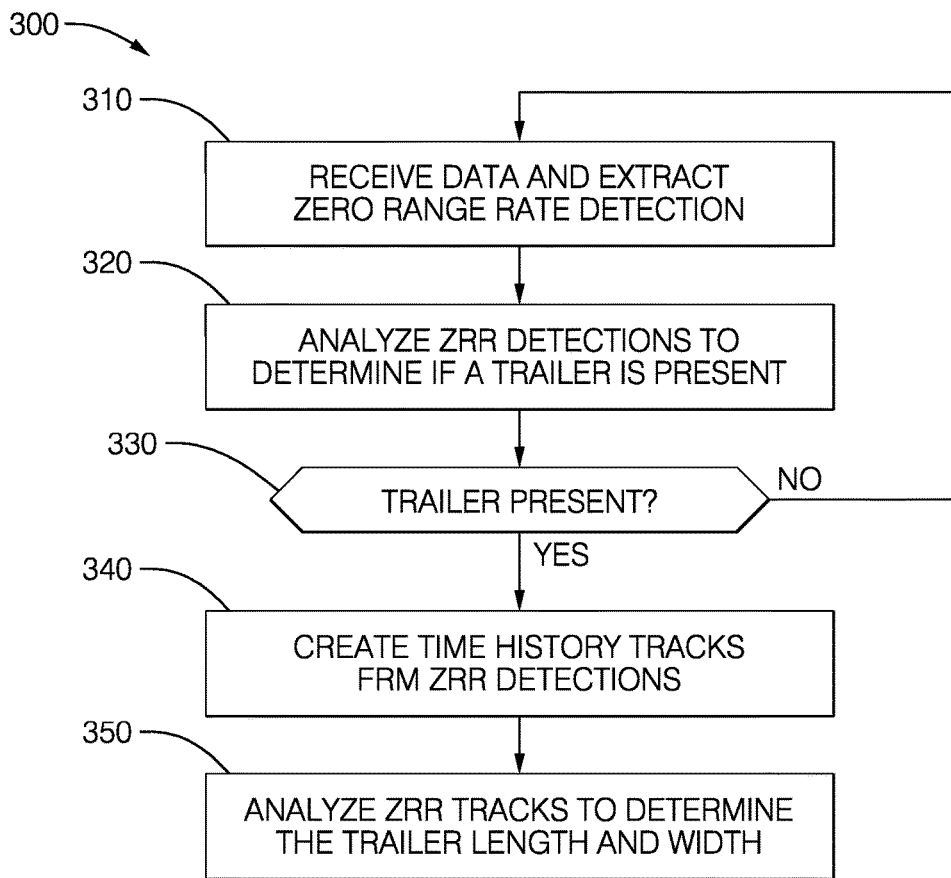 300
310
RECEIVE DATA AND EXTRACT
ZERO RANGE RATE DETECTION
320
ANALYZE ZRR DETECTIONS TO
DETERMINE IF A TRAILER IS PRESENT
330
TRAILER PRESENT?
NO
YES
340
CREATE TIME HISTORY TRACKS
FRM ZRR DETECTIONS
350
ANALYZE ZRR TRACKS TO DETERMINE
THE TRAILER LENGTH AND WIDTH